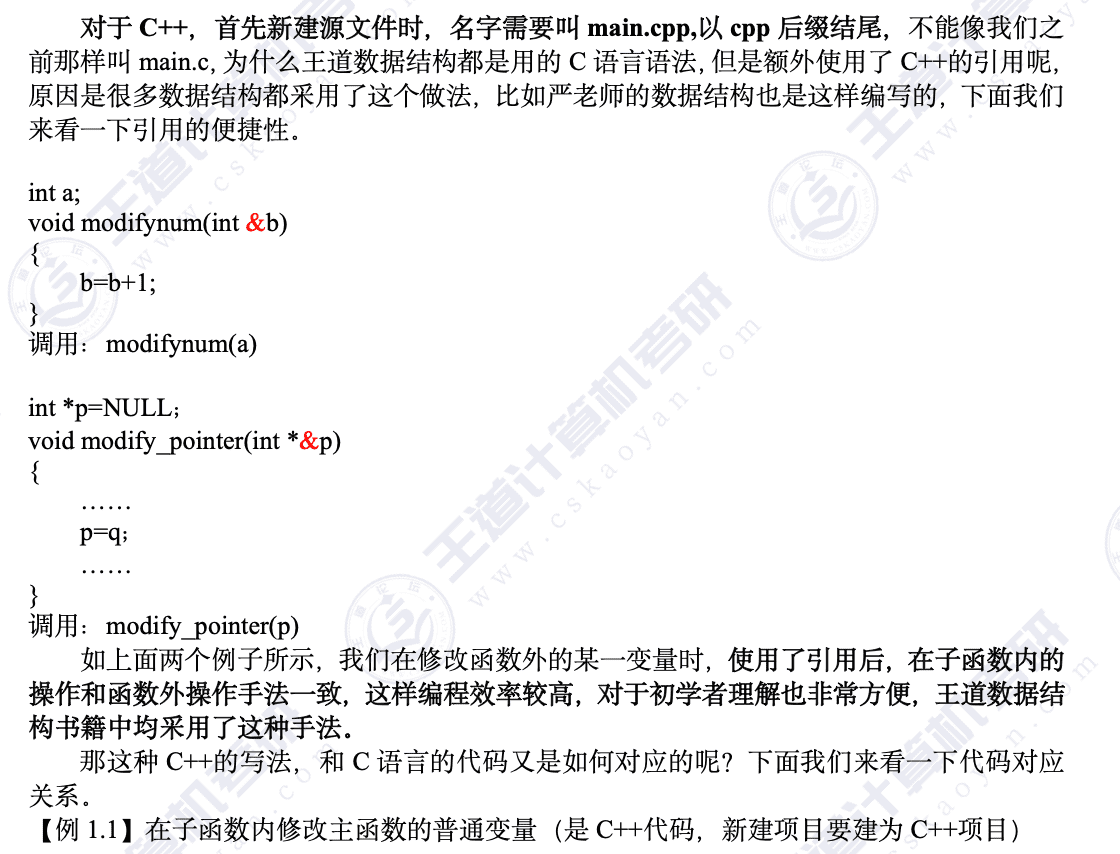 对于 C++，首先新建源文件时，名字需要叫 main.cpp,以 cpp 后缀结尾，不能像我们之
前那样叫 main.c, 为什么王道数据结构都是用的 C 语言语法, 但是额外使用了 C++的引用呢,
原因是很多数据结构都采用了这个做法，比如严老师的数据结构也是这样编写的，下面我们
来看一下引用的便捷性。
int a;
void modifynum(int &b)
{
b=b+1;
}
调用：modifynum(a)
int *p=NULL；
void modify_pointer(int *&p)
{
……
p=q；
……
}
调用：modify_pointer(p)
如上面两个例子所示，我们在修改函数外的某一变量时，使用了引用后，在子函数内的
操作和函数外操作手法一致，这样编程效率较高，对于初学者理解也非常方便，王道数据结
构书籍中均采用了这种手法。
那这种 C++的写法，和 C 语言的代码又是如何对应的呢？下面我们来看一下代码对应
关系。
【例 1.1】在子函数内修改主函数的普通变量（是 C++代码，新建项目要建为 C++项目）
王道计算机考研
www.cskaoyan.com